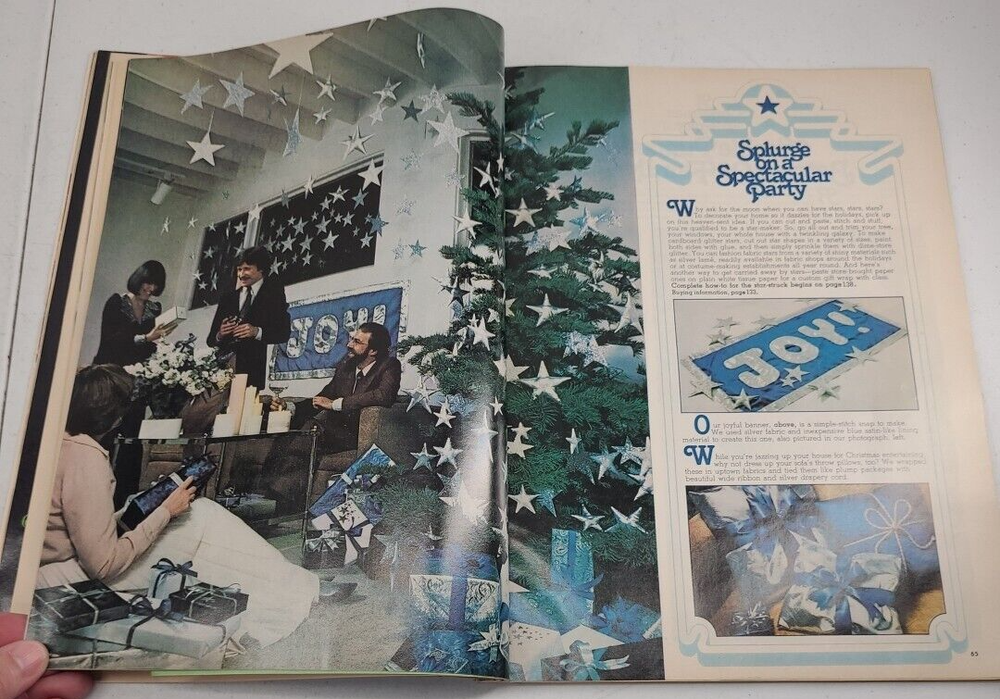 JOY!
Splurge
on a
Spectacular
Party
Why ask for the moon when you can have stars, stars, stars?
To decorate your home so it dazzles for the holidays, pick up
on this heaven-sent idea. If you can cut and paste, stitch and stuff,
you're qualified to be a star-maker. So, go all out and trim your tree,
your windows, your whole house with a twinkling galaxy. To make
cardboard glitter stars, cut out star shapes in a variety of sizes, paint
both sides with glue, and then simply sprinkle them with diamond
glitter. You can fashion fabric stars from a variety of shiny materials such
as silver lamé, readily available in fabric shops around the holidays
or at costume-making establishments all year round. And here's
another way to get carried away by stars—paste store-bought paper
ones on plain white tissue paper for a custom gift wrap with class.
Complete how-to for the star-struck begins on page 138.
Buying information, page 133.
JOY!
Our joyful banner, above, is a simple-stitch snap to make.
We used silver fabric and inexpensive blue satin-like lining
material to create this one, also pictured in our photograph, left.
While you're jazzing up your house for Christmas entertaining,
why not dress up your sofa's throw pillows, too? We wrapped
these in uptown fabrics and tied them like plump packages with
beautiful wide ribbon and silver drapery cord.
85